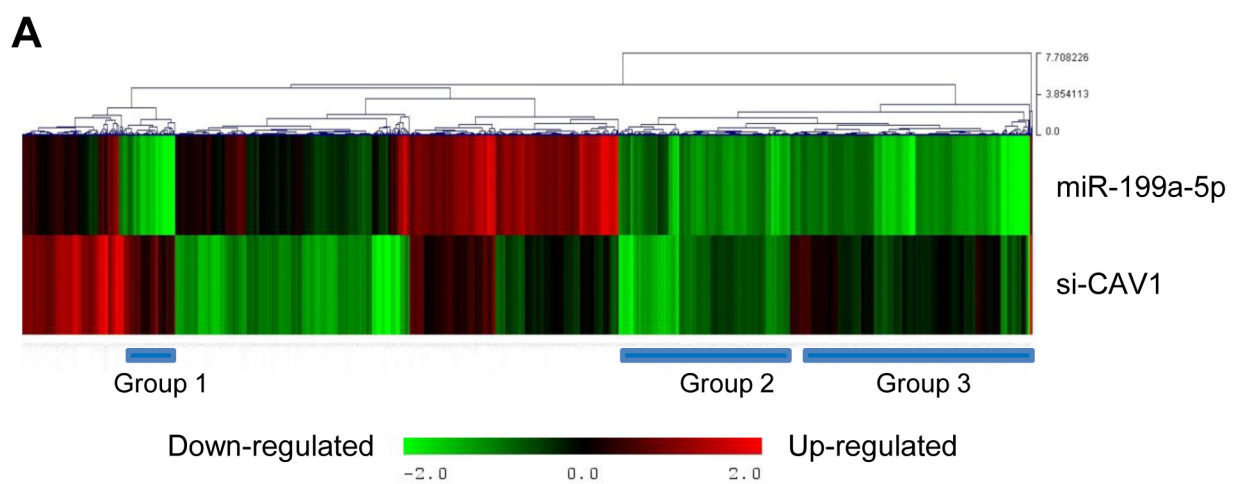 A
7.708226
3.854113
0.0
miR-199a-5p
si-CAV1
Group 1
Group 2
Group 3
Down-regulated
Up-regulated
-2.0
0.0
2.0